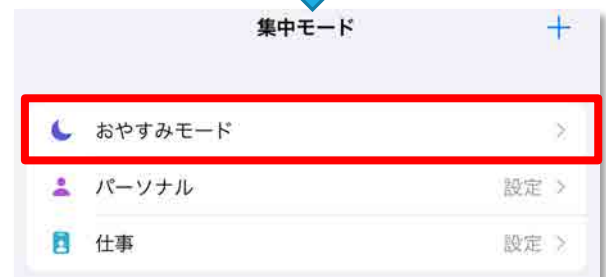 集中モード
おやすみモード
パーソナル 設定
仕事 設定